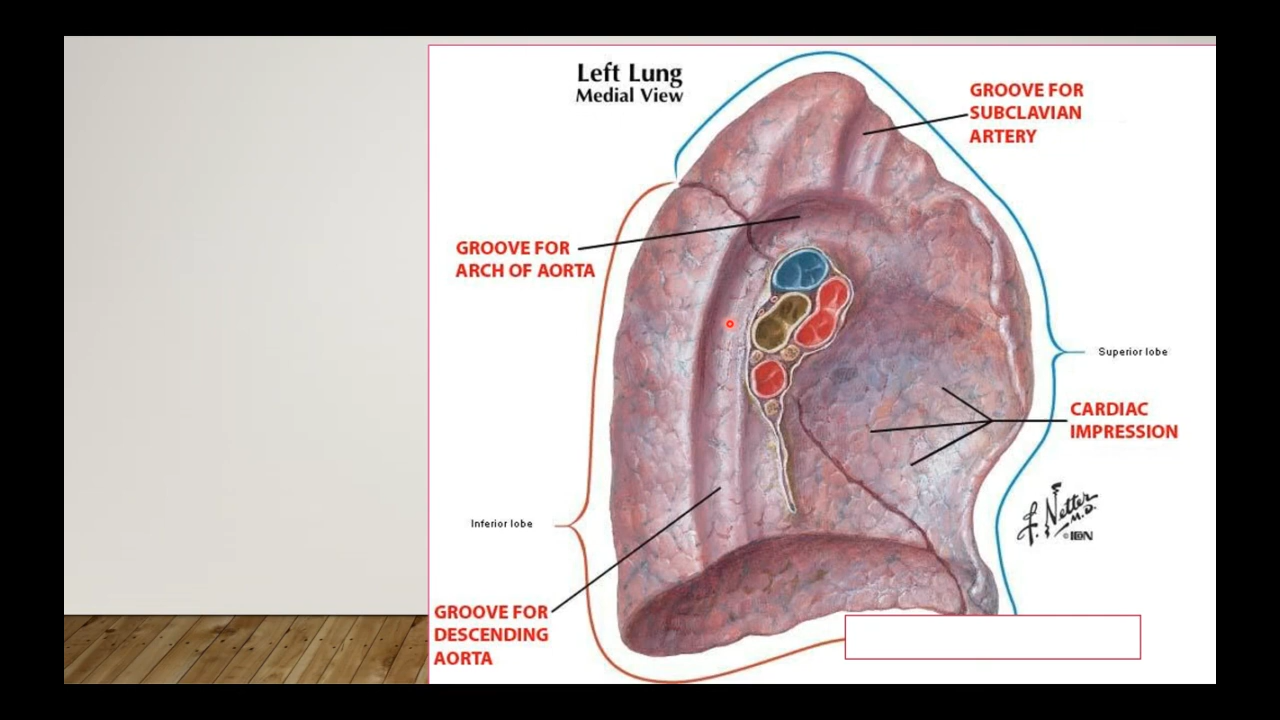 Left Lung
Medial View
GROOVE FOR
SUBCLAVIAN
ARTERY
GROOVE FOR
ARCH OF AORTA
Superior lobe
CARDIAC
IMPRESSION
F. Netter
M.D.
©ICON
Inferior lobe
GROOVE FOR
DESCENDING
AORTA